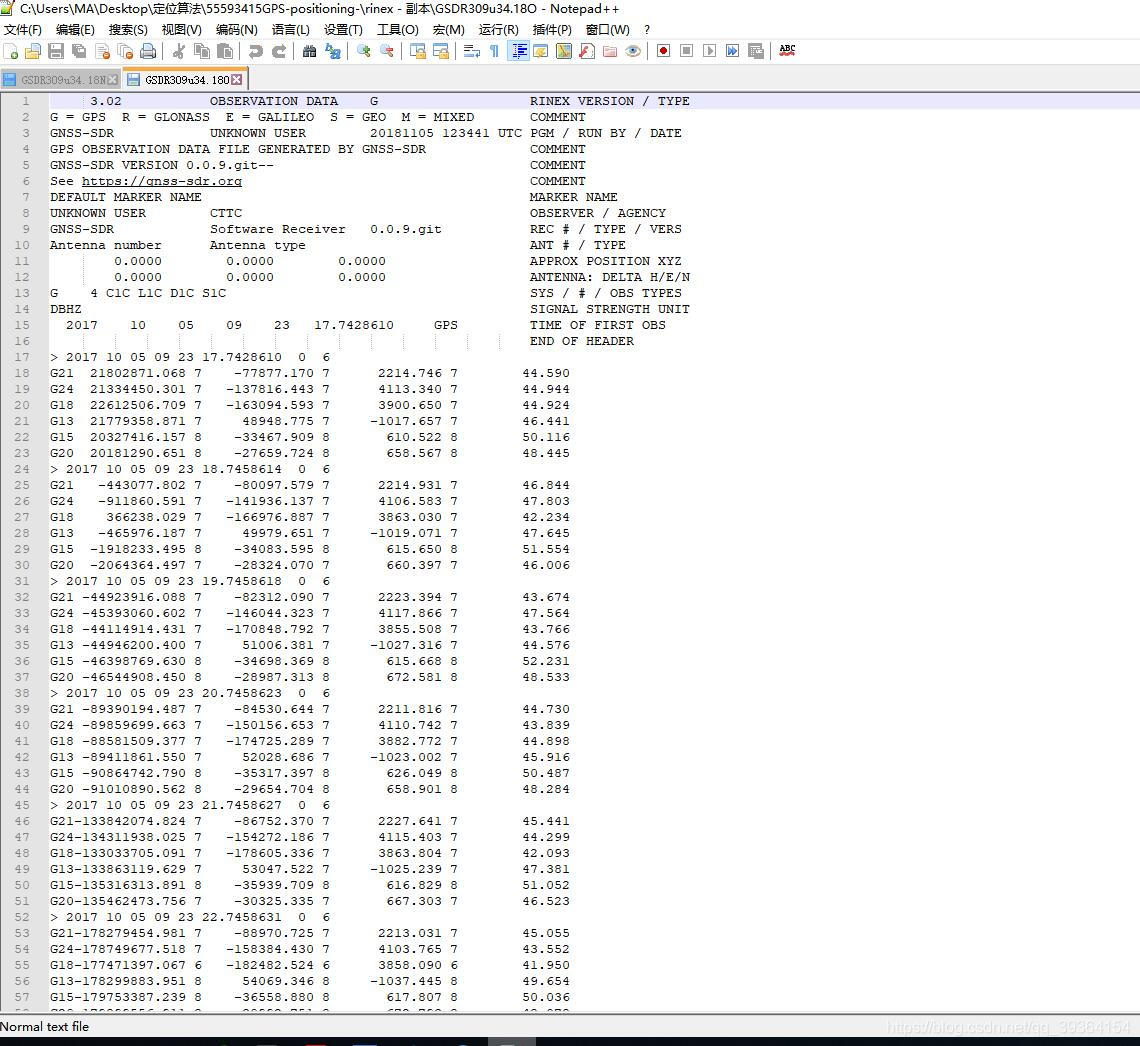 C:\Users\MA\Desktop\定位算法\55593415GPS-positioning-\rinex - 副本\GSDR309u34.18O - Notepad++
文件(F) 编辑(E) 搜索(S) 视图(V) 编码(N) 语言(L) 设置(T) 工具(O) 宏(M) 运行(R) 插件(P) 窗口(W) ?
GSDR309u34.18N GSDR309u34.18O
1 3.02 OBSERVATION DATA G RINEX VERSION / TYPE
2 G = GPS R = GLONASS E = GALILEO S = GEO M = MIXED COMMENT
3 GNSS-SDR UNKNOWN USER 20181105 123441 UTC PGM / RUN BY / DATE
4 GPS OBSERVATION DATA FILE GENERATED BY GNSS-SDR COMMENT
5 GNSS-SDR VERSION 0.0.9.git-- COMMENT
6 See https://gnss-sdr.org COMMENT
7 DEFAULT MARKER NAME MARKER NAME
8 UNKNOWN USER CTTC OBSERVER / AGENCY
9 GNSS-SDR Software Receiver 0.0.9.git REC # / TYPE / VERS
10 Antenna number Antenna type ANT # / TYPE
11 0.0000 0.0000 0.0000 APPROX POSITION XYZ
12 0.0000 0.0000 0.0000 ANTENNA: DELTA H/E/N
13 G 4 C1C L1C D1C S1C SYS / # / OBS TYPES
14 DBHZ SIGNAL STRENGTH UNIT
15 2017 10 05 09 23 17.7428610 GPS TIME OF FIRST OBS
16 END OF HEADER
17 > 2017 10 05 09 23 17.7428610 0 6
18 G21 21802871.068 7 -77877.170 7 2214.746 7 44.590
19 G24 21334450.301 7 -137816.443 7 4113.340 7 44.944
20 G18 22612506.709 7 -163094.593 7 3900.650 7 44.924
21 G13 21779358.871 7 48948.775 7 -1017.657 7 46.441
22 G15 20327416.157 8 -33467.909 8 610.522 8 50.116
23 G20 20181290.651 8 -27659.724 8 658.567 8 48.445
24 > 2017 10 05 09 23 18.7458614 0 6
25 G21 -443077.802 7 -80097.579 7 2214.931 7 46.844
26 G24 -911860.591 7 -141936.137 7 4106.583 7 47.803
27 G18 366238.029 7 -166976.887 7 3863.030 7 42.234
28 G13 -465976.187 7 49979.651 7 -1019.071 7 47.645
29 G15 -1918233.495 8 -34083.595 8 615.650 8 51.554
30 G20 -2064364.497 7 -28324.070 7 660.397 7 46.006
31 > 2017 10 05 09 23 19.7458618 0 6
32 G21 -44923916.088 7 -82312.090 7 2223.394 7 43.674
33 G24 -45393060.602 7 -146044.323 7 4117.866 7 47.564
34 G18 -44114914.431 7 -170848.792 7 3855.508 7 43.766
35 G13 -44946200.400 7 51006.381 7 -1027.316 7 44.576
36 G15 -46398769.630 8 -34698.369 8 615.668 8 52.231
37 G20 -46544908.450 8 -28987.313 8 672.581 8 48.533
38 > 2017 10 05 09 23 20.7458623 0 6
39 G21 -89390194.487 7 -84530.644 7 2211.816 7 44.730
40 G24 -89859699.663 7 -150156.653 7 4110.742 7 43.839
41 G18 -88581509.377 7 -174725.289 7 3882.772 7 44.898
42 G13 -89411861.550 7 52028.686 7 -1023.002 7 45.916
43 G15 -90864742.790 8 -35317.397 8 626.049 8 50.487
44 G20 -91010890.562 8 -29654.704 8 658.901 8 48.284
45 > 2017 10 05 09 23 21.7458627 0 6
46 G21-133842074.824 7 -86752.370 7 2227.641 7 45.441
47 G24-134311938.025 7 -154272.186 7 4115.403 7 44.299
48 G18-133033705.091 7 -178605.336 7 3863.804 7 42.093
49 G13-133863119.629 7 53047.522 7 -1025.239 7 47.381
50 G15-135316313.891 8 -35939.709 8 616.829 8 51.052
51 G20-135462473.756 7 -30325.335 7 667.303 7 46.523
52 > 2017 10 05 09 23 22.7458631 0 6
53 G21-178279454.981 7 -88970.725 7 2213.031 7 45.055
54 G24-178749677.518 7 -158384.430 7 4103.765 7 43.552
55 G18-177471397.067 6 -182482.524 6 3858.090 6 41.950
56 G13-178299883.951 8 54069.346 8 -1037.445 8 49.654
57 G15-179753387.239 8 -36558.880 8 617.807 8 50.036
Normal text file
https://blog.csdn.net/qq_39364154